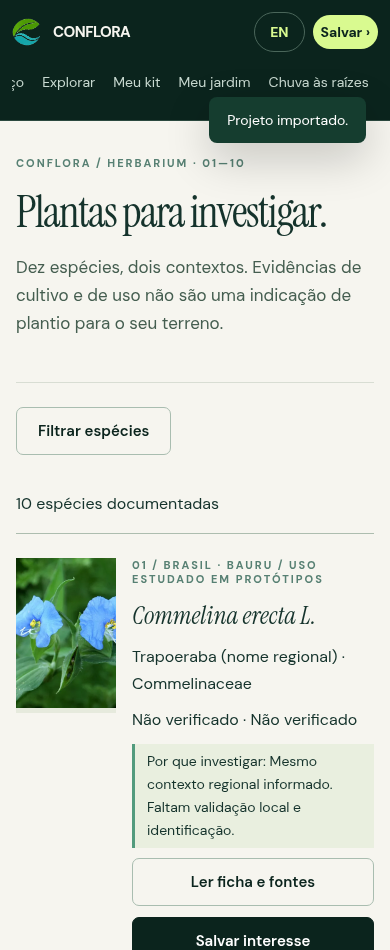 CONFLORA
EN
Salvar ›
Explorar
Meu kit
Meu jardim
Chuva às raízes
Projeto importado.
CONFLORA / HERBARIUM · 01—10
Plantas para investigar.
Dez espécies, dois contextos. Evidências de
cultivo e de uso não são uma indicação de
plantio para o seu terreno.
Filtrar espécies
10 espécies documentadas
01 / BRASIL · BAURU / USO
ESTUDADO EM PROTÓTIPOS
Commelina erecta L.
Trapoeraba (nome regional) ·
Commelinaceae
Não verificado · Não verificado
Por que investigar: Mesmo
contexto regional informado.
Faltam validação local e
identificação.
Ler ficha e fontes
Salvar interesse